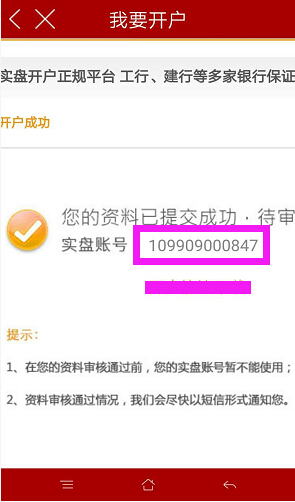 我要开户
实盘开户正规平台 工行、建行等多家银行保证
开户成功
您的资料已提交成功，待审
实盘账号 109909000847
提示：
1、在您的资料审核通过前，您的实盘账号暂不能使用；
2、资料审核通过情况，我们会尽快以短信形式通知您。